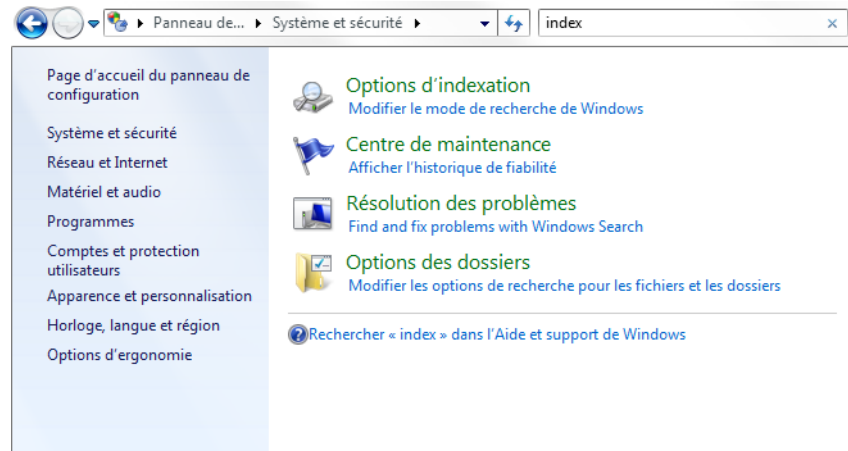 Panneau de... Système et sécurité
index
Page d'accueil du panneau de
configuration
Système et sécurité
Réseau et Internet
Matériel et audio
Programmes
Comptes et protection
utilisateurs
Apparence et personnalisation
Horloge, langue et région
Options d'ergonomie
Options d'indexation
Modifier le mode de recherche de Windows
Centre de maintenance
Afficher l'historique de fiabilité
Résolution des problèmes
Find and fix problems with Windows Search
Options des dossiers
Modifier les options de recherche pour les fichiers et les dossiers
Rechercher « index » dans l'Aide et support de Windows